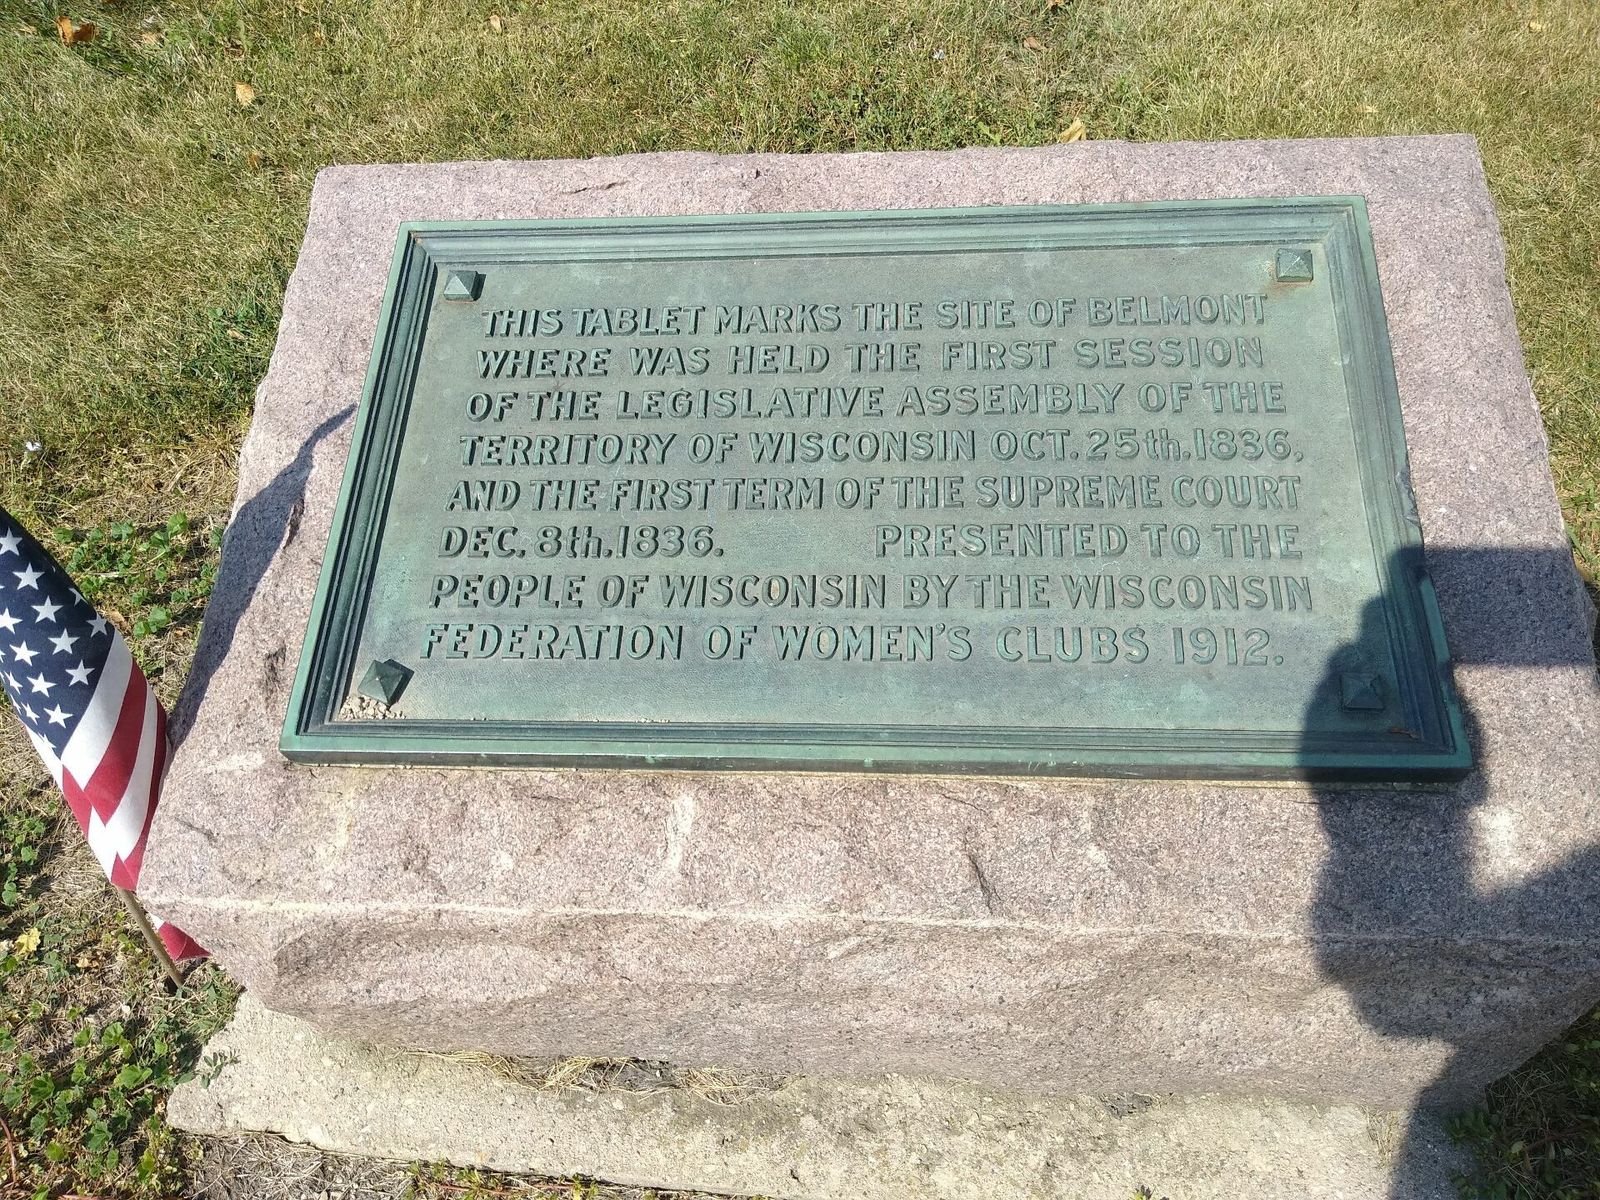 THIS TABLET MARKS THE SITE OF BELMONT
WHERE WAS HELD THE FIRST SESSION
OF THE LEGISLATIVE ASSEMBLY OF THE
TERRITORY OF WISCONSIN OCT. 25th. 1836,
AND THE FIRST TERM OF THE SUPREME COURT
DEC. 8th. 1836. PRESENTED TO THE
PEOPLE OF WISCONSIN BY THE WISCONSIN
FEDERATION OF WOMEN'S CLUBS 1912.